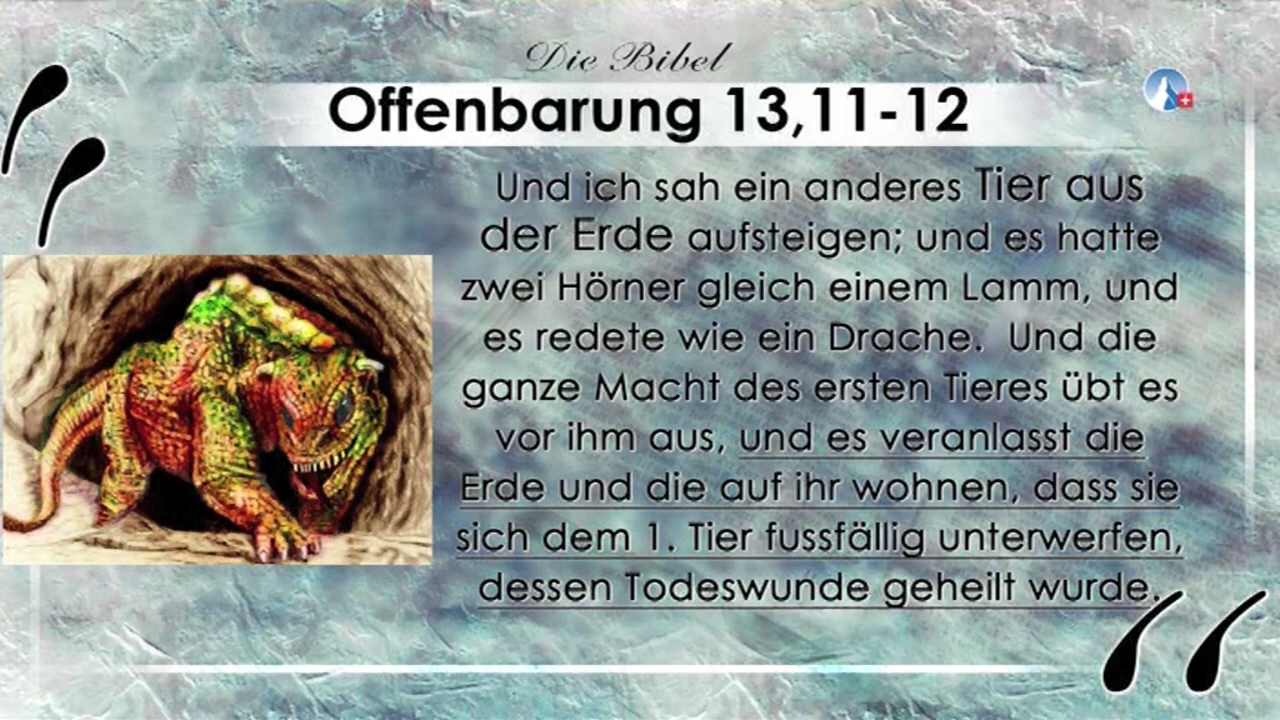 Die Bibel
Offenbarung 13,11-12
Und ich sah ein anderes Tier aus
der Erde aufsteigen; und es hatte
zwei Hörner gleich einem Lamm, und
es redete wie ein Drache. Und die
ganze Macht des ersten Tieres übt es
vor ihm aus, und es veranlasst die
Erde und die auf ihr wohnen, dass sie
sich dem 1. Tier fussfällig unterwerfen,
dessen Todeswunde geheilt wurde.